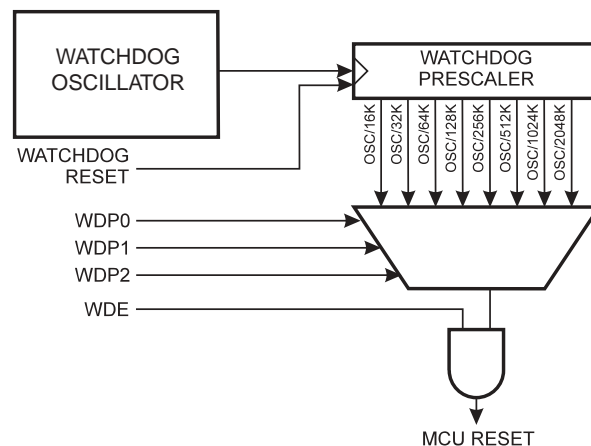 WATCHDOG
OSCILLATOR
WATCHDOG
PRESCALER
OSC/16K
OSC/32K
OSC/64K
OSC/128K
OSC/256K
OSC/512K
OSC/1024K
OSC/2048K
WATCHDOG
RESET
WDP0
WDP1
WDP2
WDE
MCU RESET